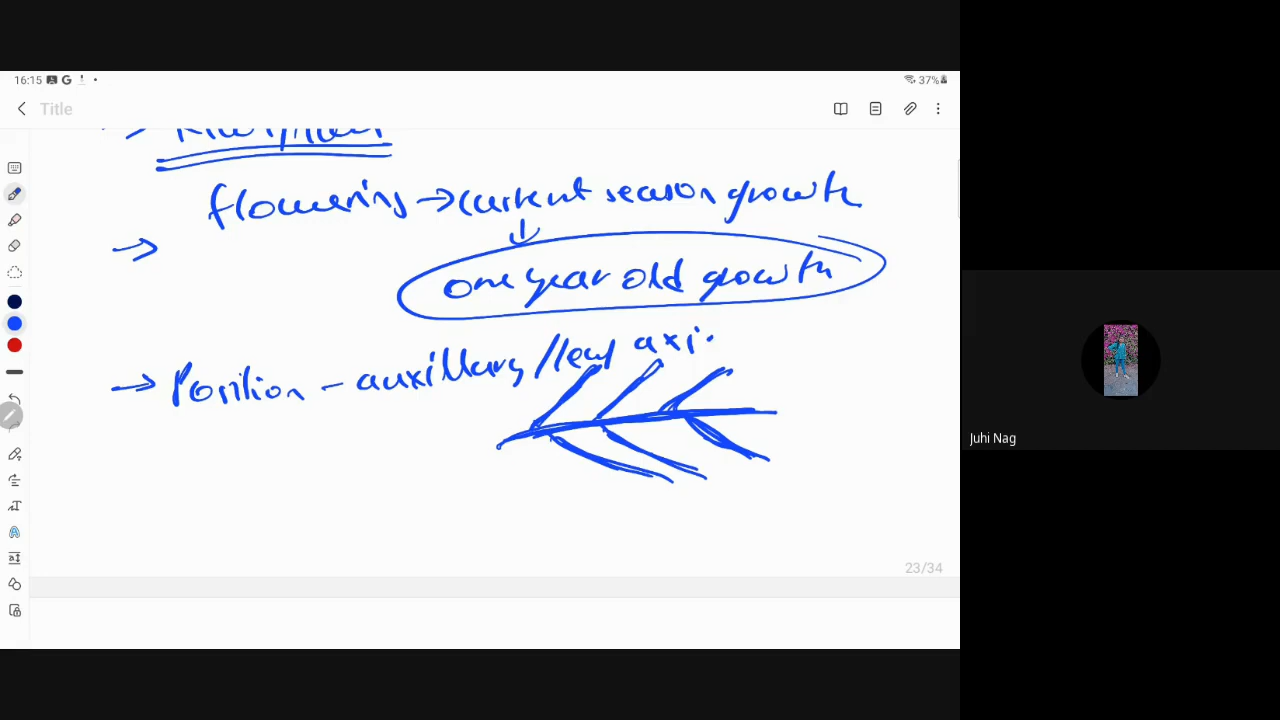 16:15 G 37%
Title
flowering → current season growth
→
one year old growth
→ Position - auxillary/leaf axi.
23/34
Juhi Nag